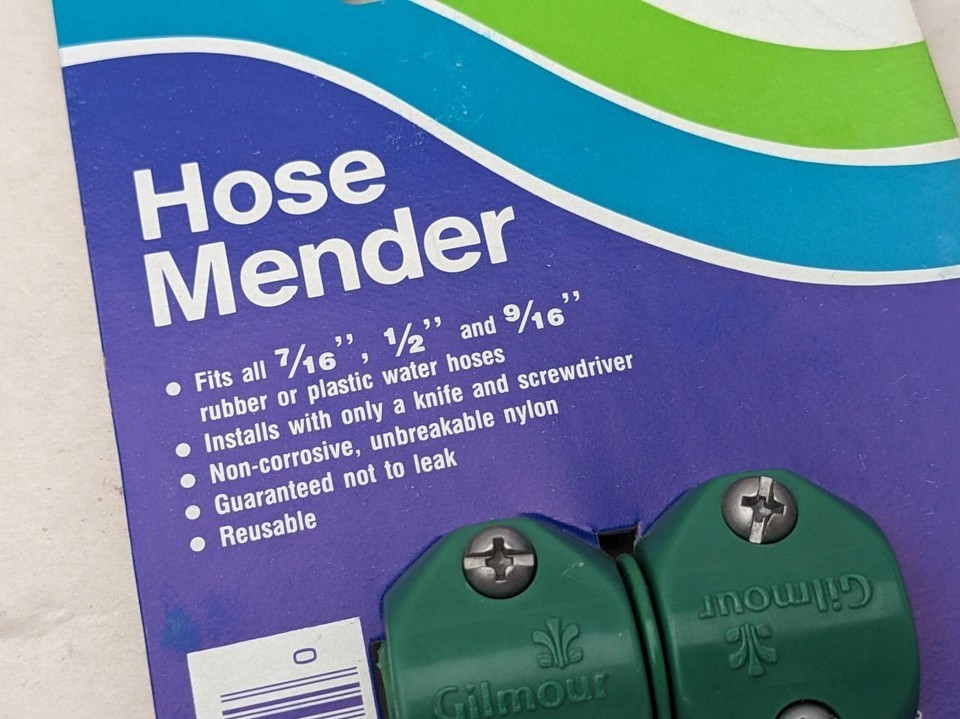 Hose
Mender
• Fits all 7/16’’, 1/2’’ and 9/16’’
rubber or plastic water hoses
• Installs with only a knife and screwdriver
• Non-corrosive, unbreakable nylon
• Guaranteed not to leak
• Reusable
Gilmour
Gilmour
0